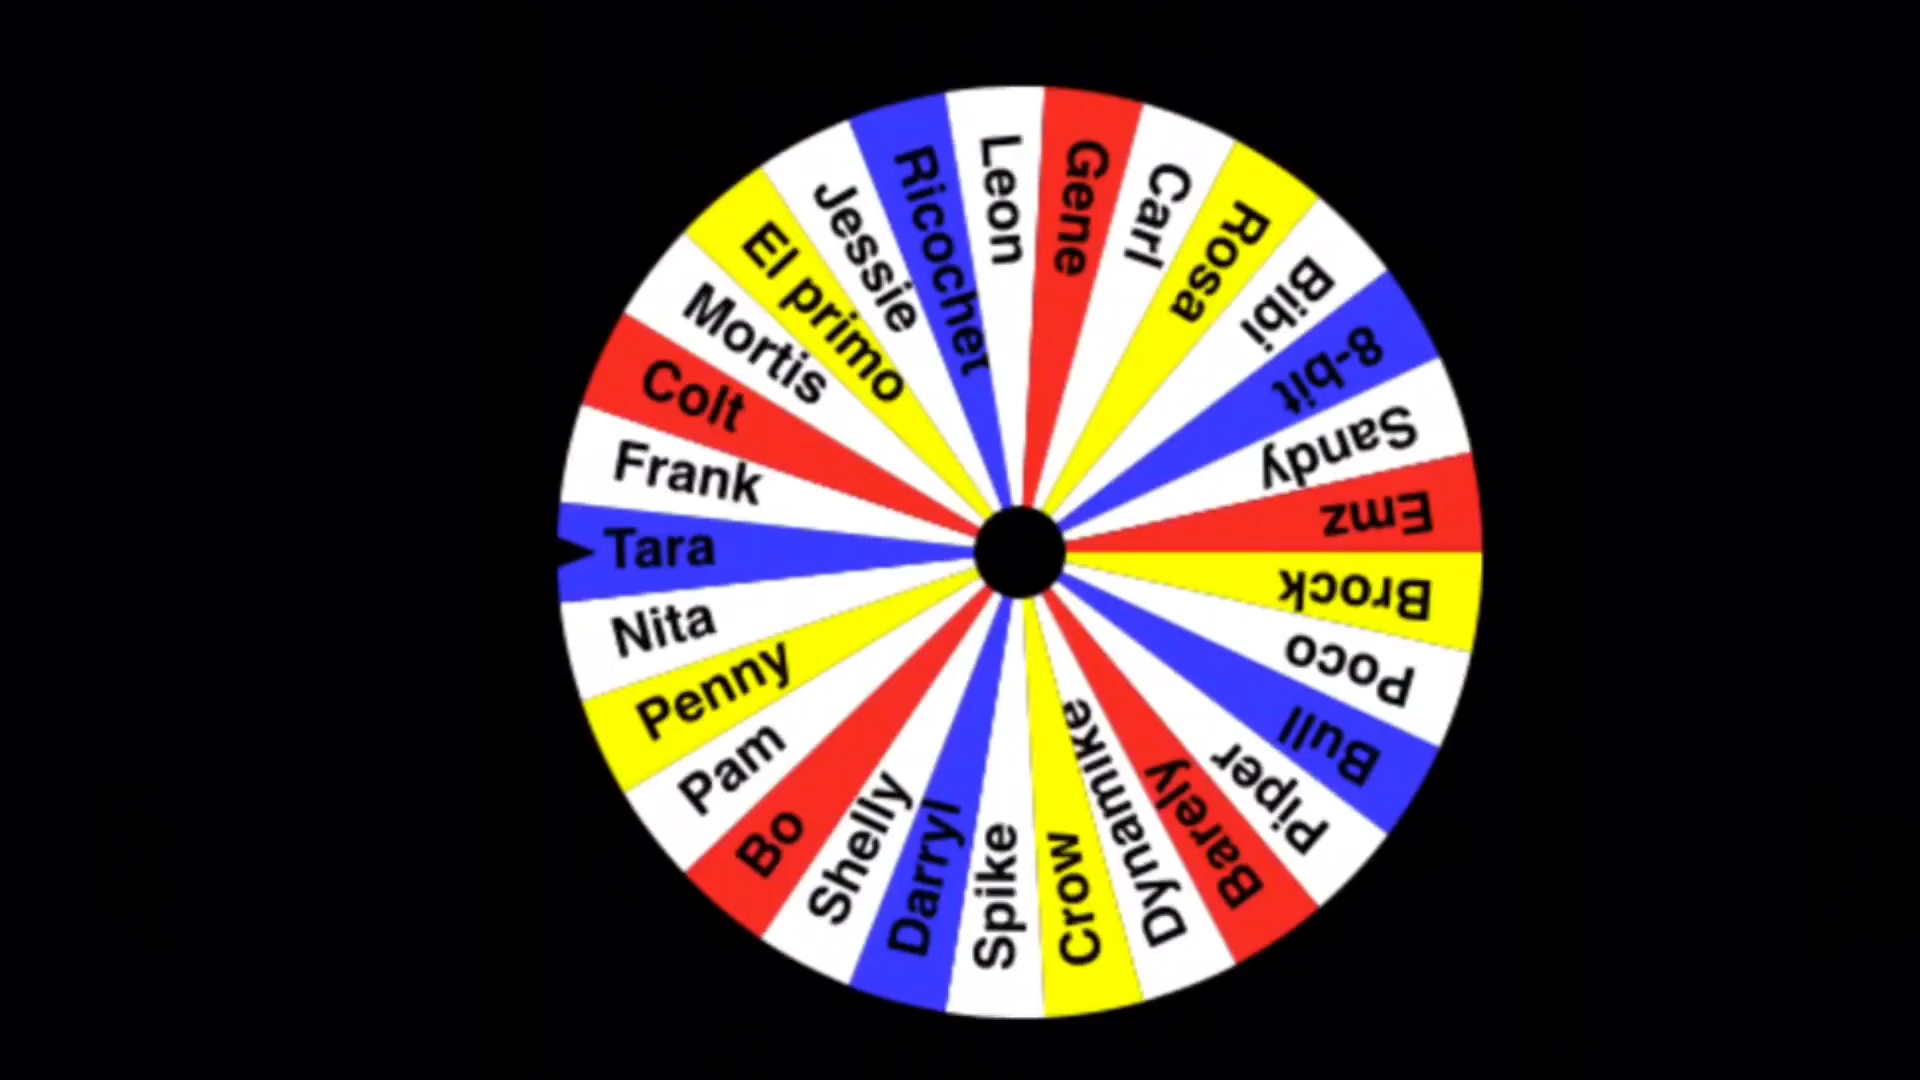 Leon
Gene
Carl
Rosa
Bibi
8-bit
Sandy
Emz
Brock
Poco
Bull
Piper
Barely
Dynamike
Crow
Spike
Darryl
Shelly
Bo
Pam
Penny
Nita
Tara
Frank
Colt
Mortis
El primo
Jessie
Ricochet